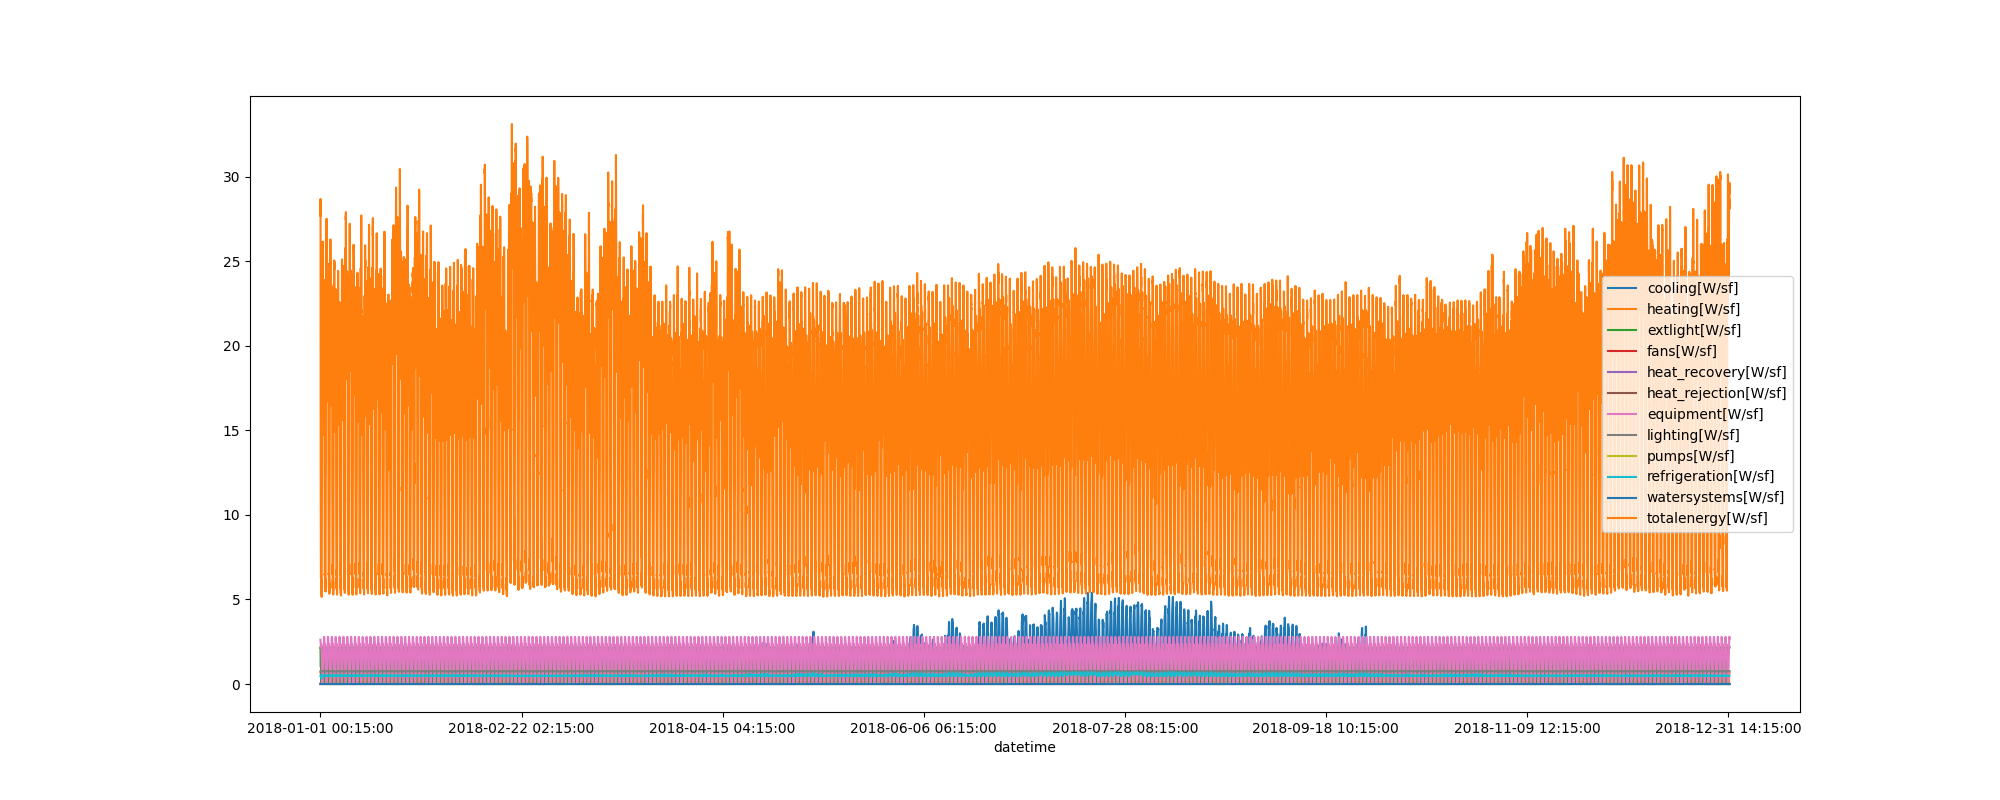 30
25
20
15
10
5
0
cooling[W/sf]
heating[W/sf]
extlight[W/sf]
fans[W/sf]
heat_recovery[W/sf]
heat_rejection[W/sf]
equipment[W/sf]
lighting[W/sf]
pumps[W/sf]
refrigeration[W/sf]
watersystems[W/sf]
totalenergy[W/sf]
2018-01-01 00:15:00 2018-02-22 02:15:00 2018-04-15 04:15:00 2018-06-06 06:15:00 2018-07-28 08:15:00 2018-09-18 10:15:00 2018-11-09 12:15:00 2018-12-31 14:15:00
datetime